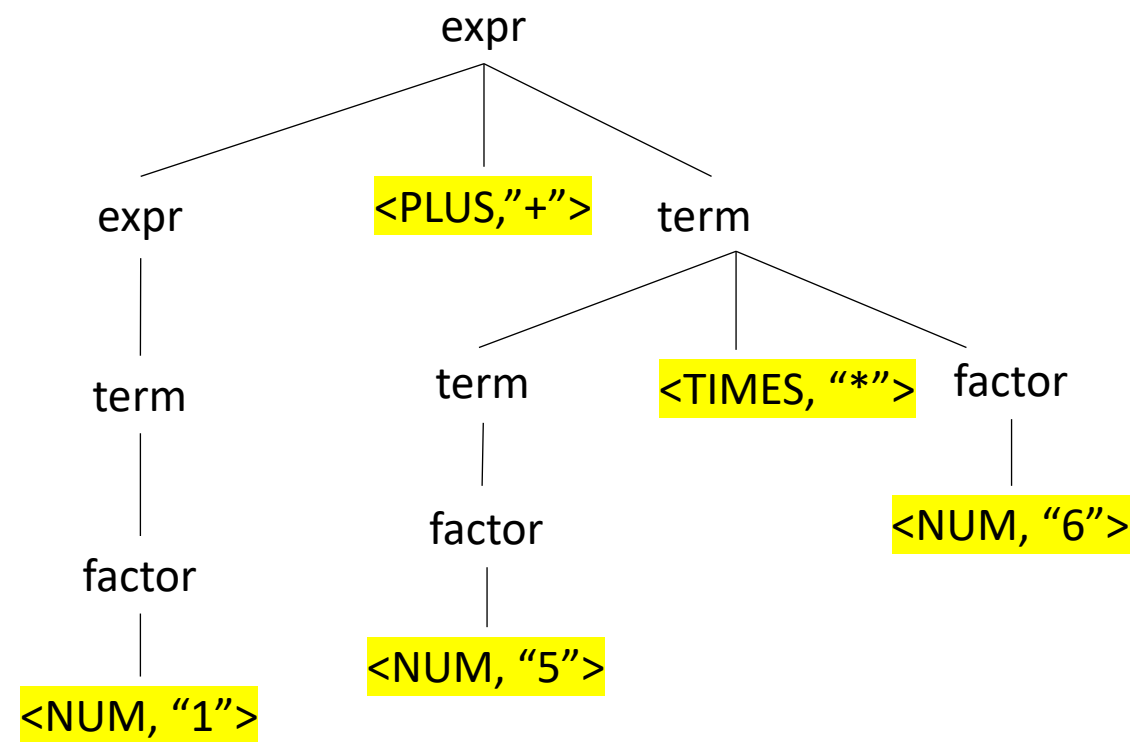 expr
expr
<PLUS,”+”>
term
term
term
<TIMES, “*”>
factor
factor
factor
<NUM, “6”>
<NUM, “1”>
<NUM, “5”>